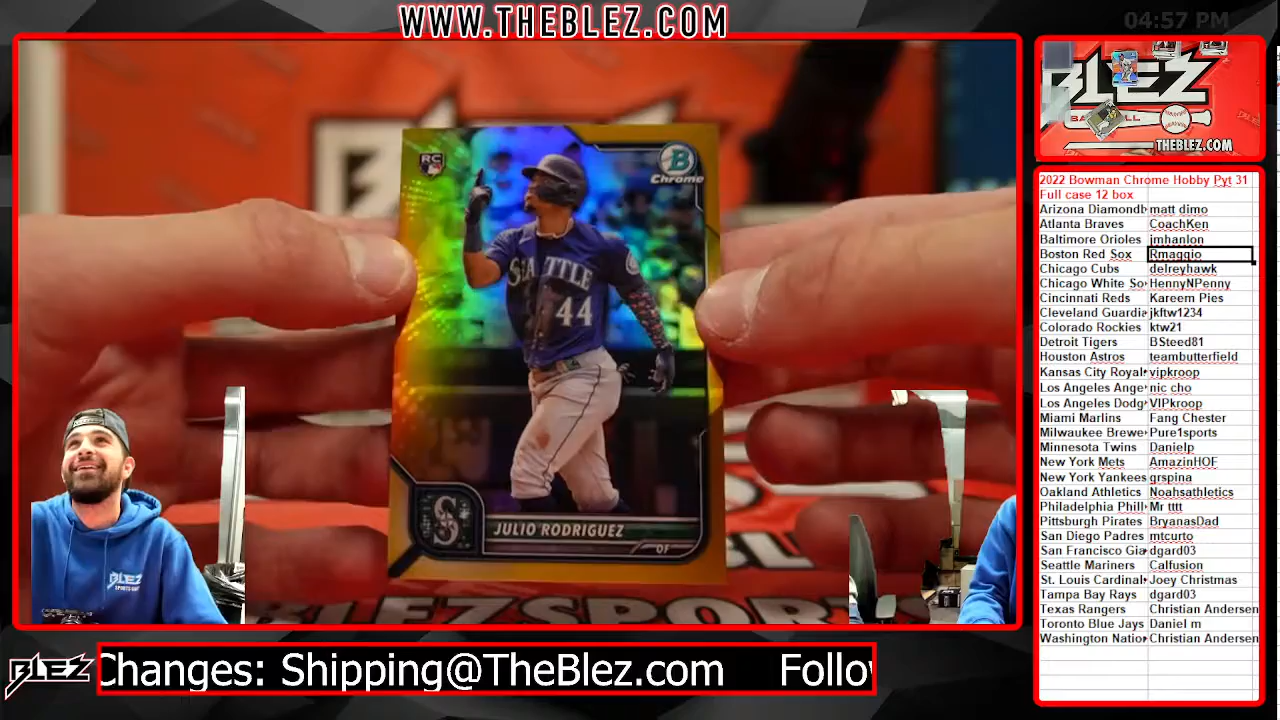 WWW.THEBLEZ.COM
04:57 PM
RC
B
Chrome
SEATTLE
44
S
JULIO RODRIGUEZ
OF
BLEZSPORTS
BLEZ
BLEZ
THEBLEZ.COM
2022 Bowman Chrome Hobby Pyt 31
Full case 12 box
Arizona Diamondb matt dimo
Atlanta Braves CoachKen
Baltimore Orioles jmhanlon
Boston Red Sox Rmaggio
Chicago Cubs delreyhawk
Chicago White So HennyNPenny
Cincinnati Reds Kareem Pies
Cleveland Guardia jkftw1234
Colorado Rockies ktw21
Detroit Tigers BSteed81
Houston Astros teambutterfield
Kansas City Royal vipkroop
Los Angeles Ange nic cho
Los Angeles Dodg VIPkroop
Miami Marlins Fang Chester
Milwaukee Brewe Pure1sports
Minnesota Twins Danielp
New York Mets AmazinHOF
New York Yankees grspina
Oakland Athletics Noahsathletics
Philadelphia Phill Mr tttt
Pittsburgh Pirates BryanasDad
San Diego Padres mtcurto
San Francisco Gia dgard03
Seattle Mariners Calfusion
St. Louis Cardinal Joey Christmas
Tampa Bay Rays dgard03
Texas Rangers Christian Andersen
Toronto Blue Jays Daniel m
Washington Natio Christian Andersen
BLEZ
Changes: Shipping@TheBlez.com Follow